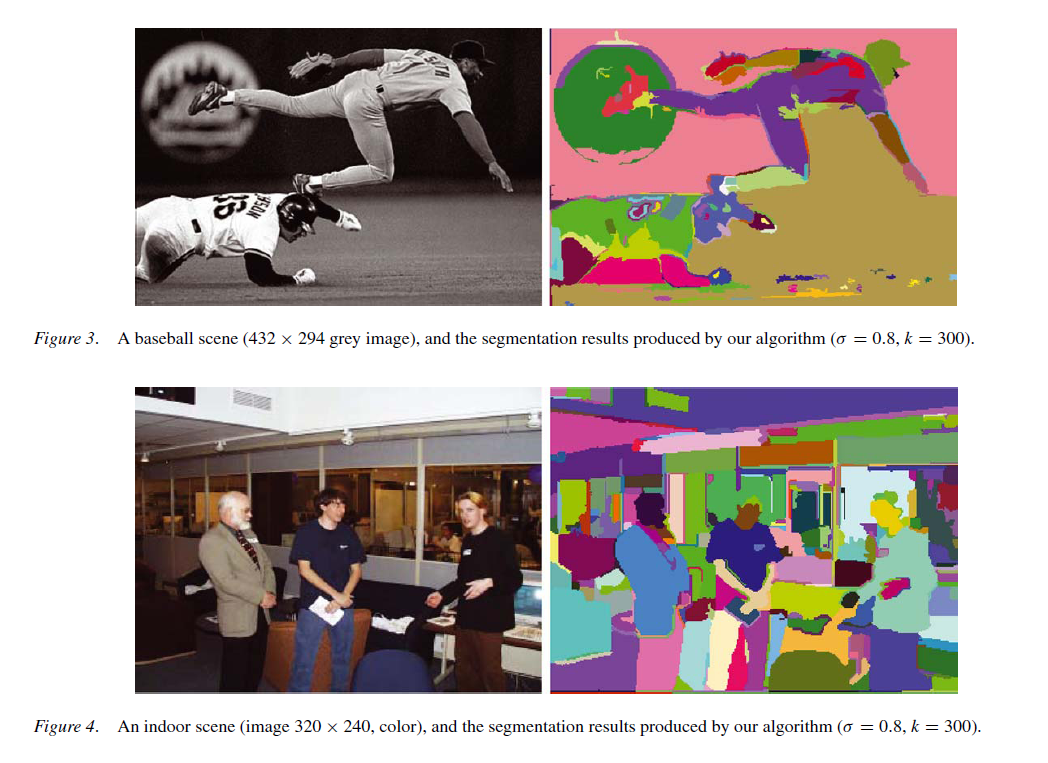 Figure 3. A baseball scene (432 × 294 grey image), and the segmentation results produced by our algorithm (σ = 0.8, k = 300).
Figure 4. An indoor scene (image 320 × 240, color), and the segmentation results produced by our algorithm (σ = 0.8, k = 300).